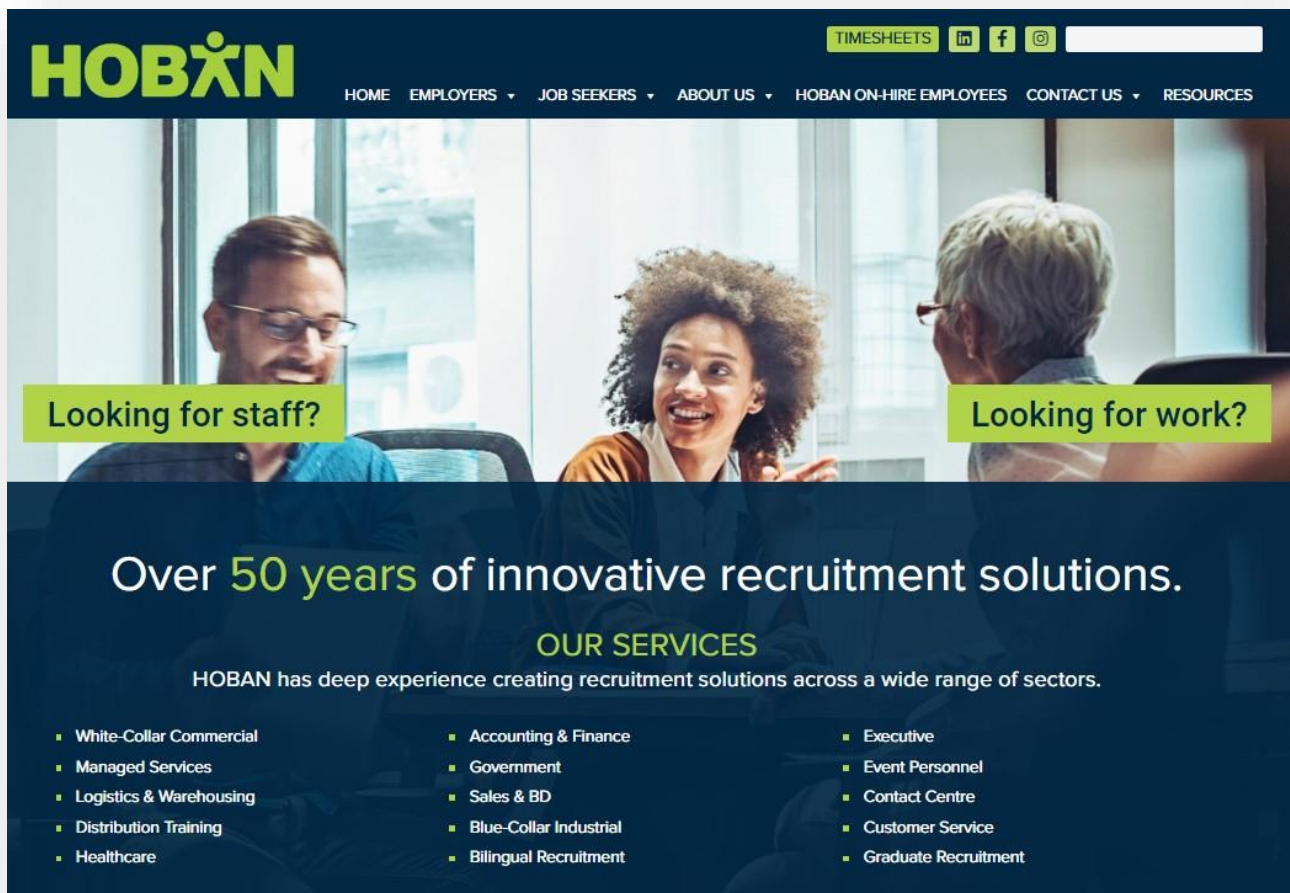 HOBAN
TIMESHEETS
HOME EMPLOYERS JOB SEEKERS ABOUT US HOBAN ON-HIRE EMPLOYEES CONTACT US RESOURCES
Looking for staff?
Looking for work?
Over 50 years of innovative recruitment solutions.
OUR SERVICES
HOBAN has deep experience creating recruitment solutions across a wide range of sectors.
White-Collar Commercial
Managed Services
Logistics & Warehousing
Distribution Training
Healthcare
Accounting & Finance
Government
Sales & BD
Blue-Collar Industrial
Bilingual Recruitment
Executive
Event Personnel
Contact Centre
Customer Service
Graduate Recruitment